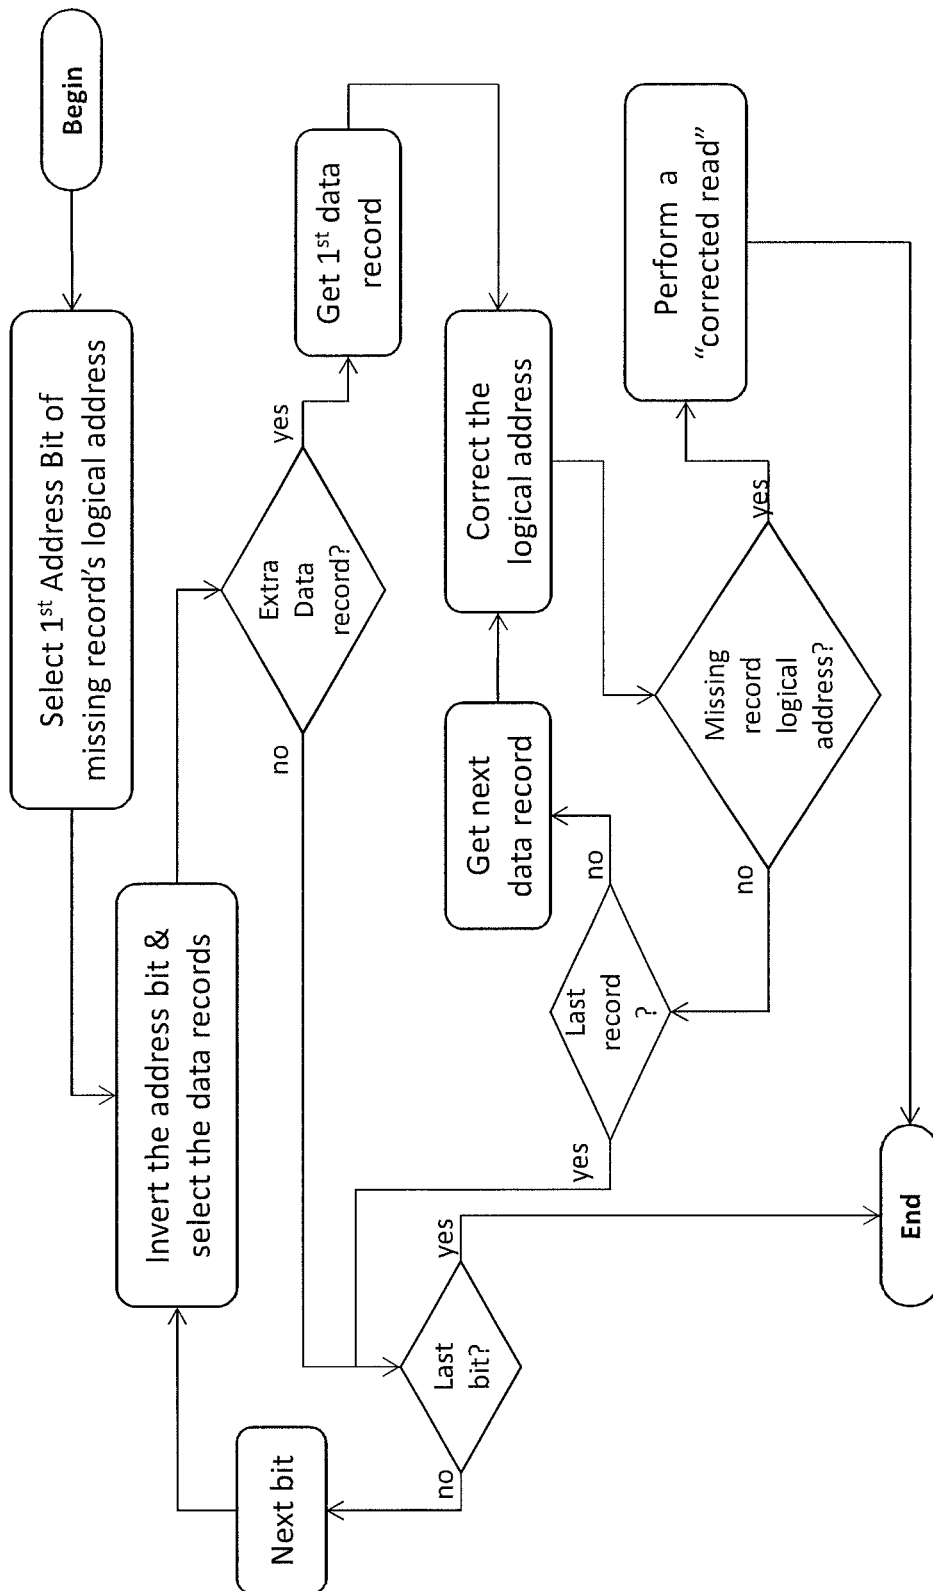 Begin
Select 1st Address Bit of
missing record's logical address
Invert the address bit &
select the data records
Extra
Data
record?
yes
no
Get 1st data
record
Correct the
logical address
Missing
record
logical
address?
yes
no
Perform a
“corrected read”
Last
record
?
no
yes
Get next
data record
Last
bit?
yes
no
Next bit
End